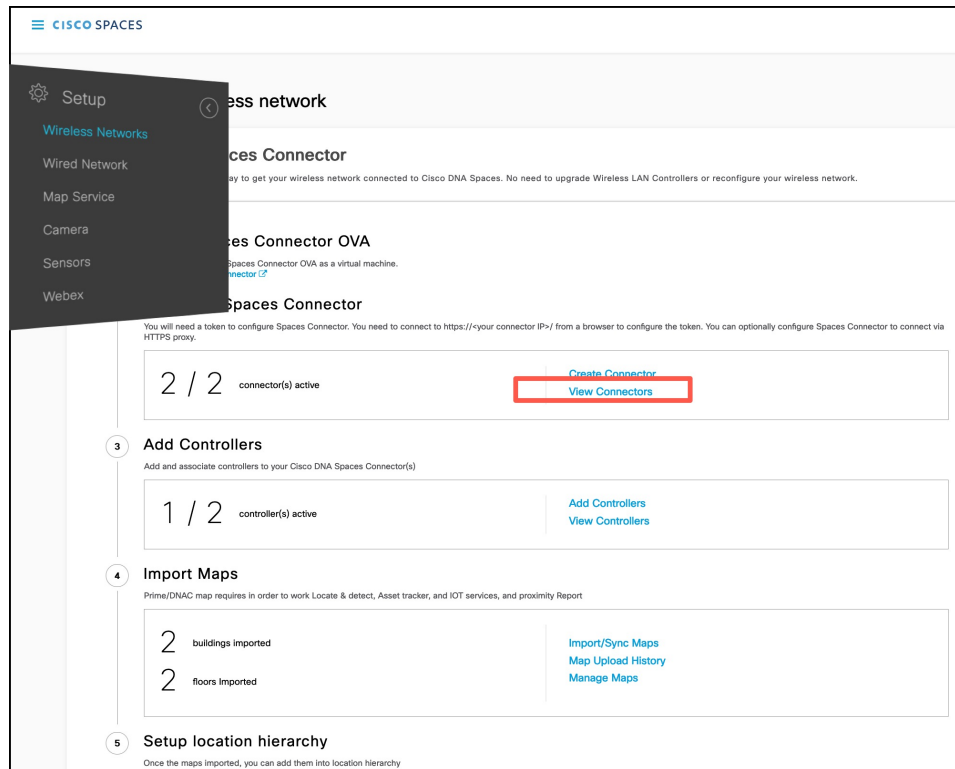 CISCO SPACES
Setup
Wireless Networks
Wired Network
Map Service
Camera
Sensors
Webex
ess network
ces Connector
ay to get your wireless network connected to Cisco DNA Spaces. No need to upgrade Wireless LAN Controllers or reconfigure your wireless network.
es Connector OVA
Spaces Connector OVA as a virtual machine.
nnector
Spaces Connector
You will need a token to configure Spaces Connector. You need to connect to https://<your connector IP>/ from a browser to configure the token. You can optionally configure Spaces Connector to connect via
HTTPS proxy.
2 / 2 connector(s) active
Create Connector
View Connectors
3 Add Controllers
Add and associate controllers to your Cisco DNA Spaces Connector(s)
1 / 2 controller(s) active
Add Controllers
View Controllers
4 Import Maps
Prime/DNAC map requires in order to work Locate & detect, Asset tracker, and IOT services, and proximity Report
2 buildings imported
2 floors Imported
Import/Sync Maps
Map Upload History
Manage Maps
5 Setup location hierarchy
Once the maps imported, you can add them into location hierarchy